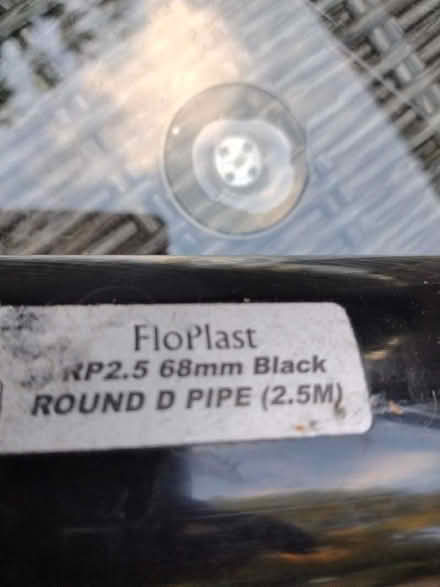 FloPlast
RP2.5 68mm Black
ROUND D PIPE (2.5M)